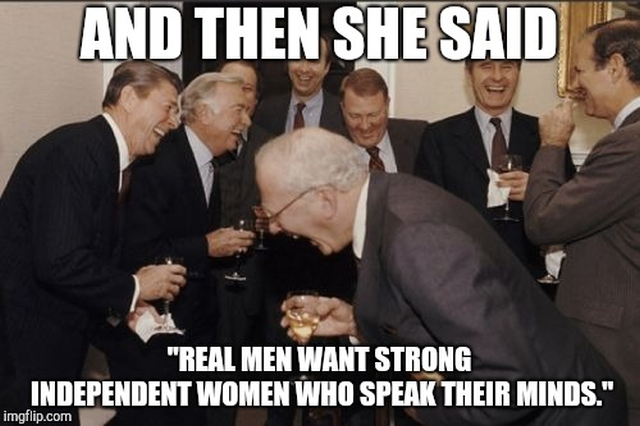 AND THEN SHE SAID
"REAL MEN WANT STRONG
INDEPENDENT WOMEN WHO SPEAK THEIR MINDS."
imgflip.com